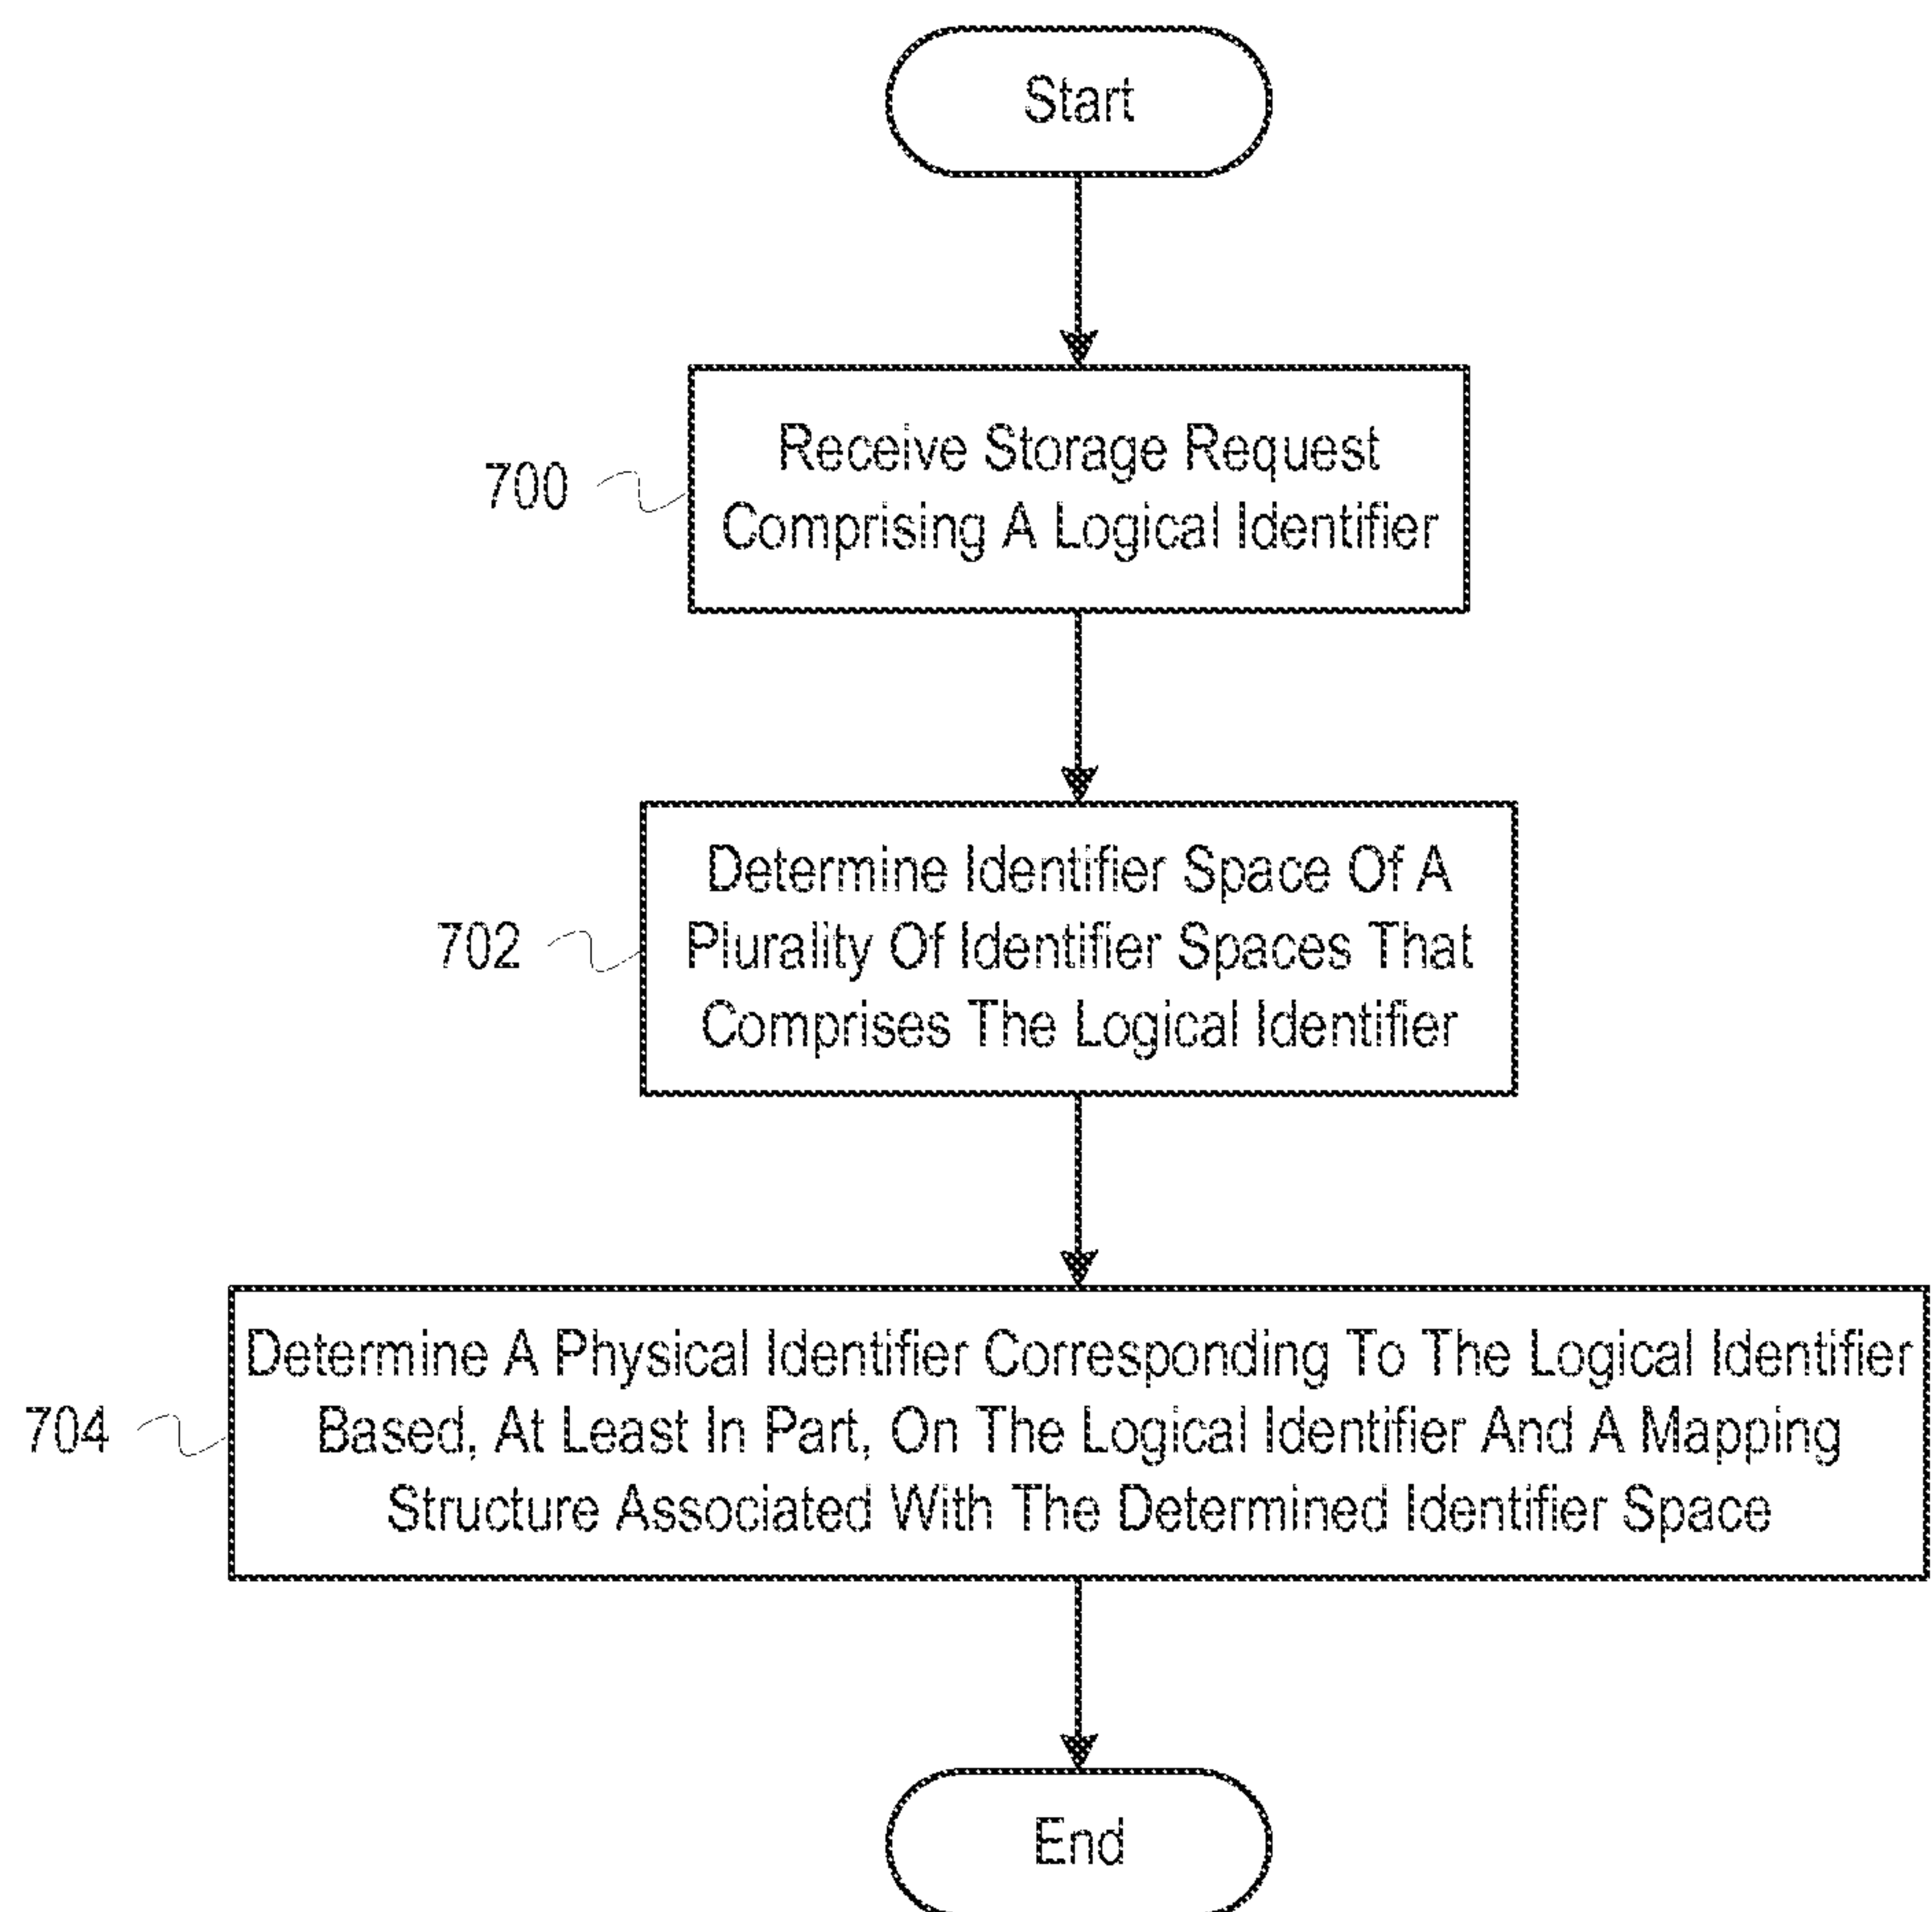 Start
Receive Storage Request
700
Comprising A Logical Identifier
Determine Identifier Space Of A
702
Plurality Of Identifier Spaces That
Comprises The Logical Identifier
Determine A Physical Identifier Corresponding To The Logical Identifier
704
Based, At Least In Part, On The Logical Identifier And A Mapping
Structure Associated With The Determined Identifier Space
End